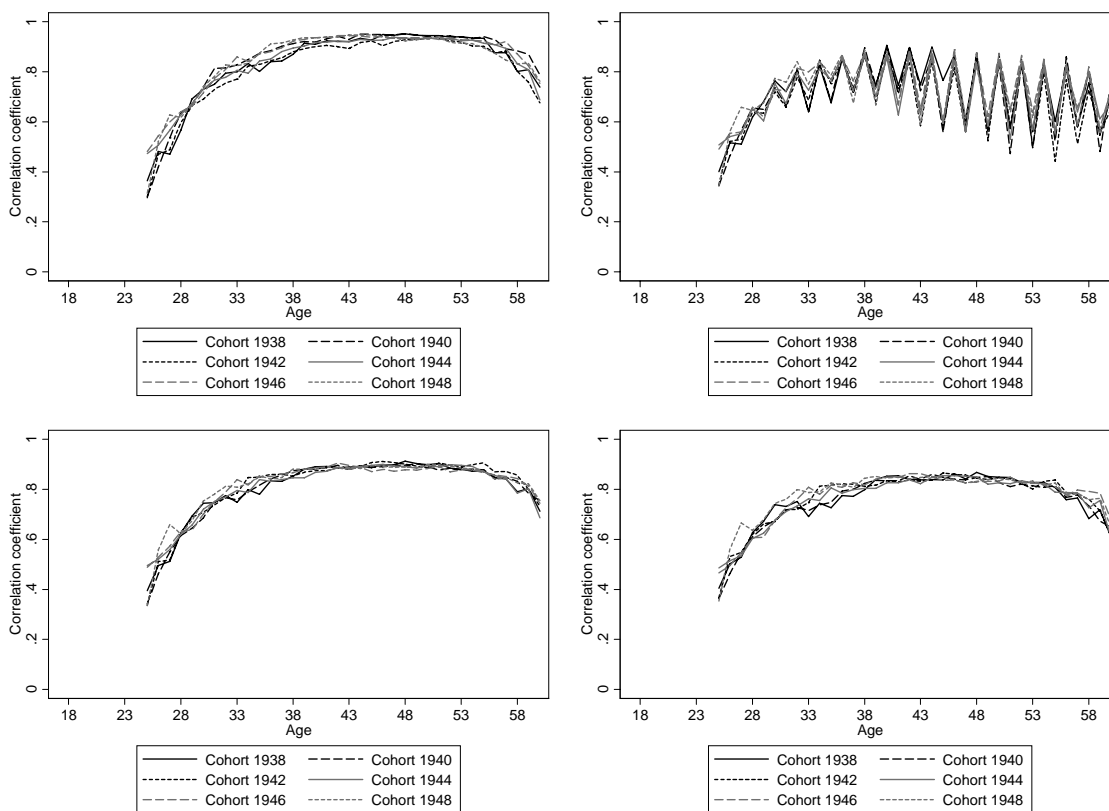 Correlation coefficient
0 .2 .4 .6 .8 1
18 23 28 33 38 43 48 53 58
Age
Cohort 1938 Cohort 1940
Cohort 1942 Cohort 1944
Cohort 1946 Cohort 1948
Correlation coefficient
0 .2 .4 .6 .8 1
18 23 28 33 38 43 48 53 58
Age
Cohort 1938 Cohort 1940
Cohort 1942 Cohort 1944
Cohort 1946 Cohort 1948
Correlation coefficient
0 .2 .4 .6 .8 1
18 23 28 33 38 43 48 53 58
Age
Cohort 1938 Cohort 1940
Cohort 1942 Cohort 1944
Cohort 1946 Cohort 1948
Correlation coefficient
0 .2 .4 .6 .8 1
18 23 28 33 38 43 48 53 58
Age
Cohort 1938 Cohort 1940
Cohort 1942 Cohort 1944
Cohort 1946 Cohort 1948